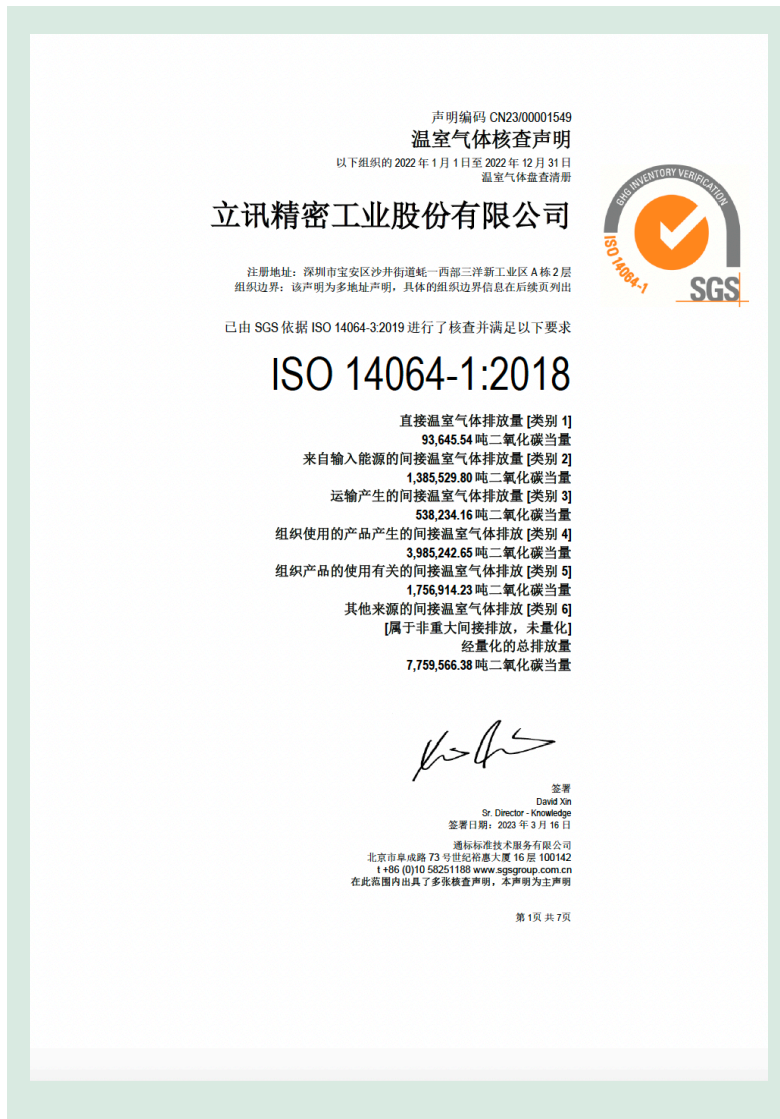 声明编码 CN23/00001549
温室气体核查声明
以下组织的 2022 年 1 月 1 日至 2022 年 12 月 31 日
温室气体盘查清册
立讯精密工业股份有限公司
GHG INVENTORY VERIFICATION
ISO 14064-1
SGS
注册地址：深圳市宝安区沙井街道蚝一西部三洋新工业区 A 栋 2 层
组织边界：该声明为多地址声明，具体的组织边界信息在后续页列出
已由 SGS 依据 ISO 14064-3:2019 进行了核查并满足以下要求
ISO 14064-1:2018
直接温室气体排放量 [类别 1]
93,645.54 吨二氧化碳当量
来自输入能源的间接温室气体排放量 [类别 2]
1,385,529.80 吨二氧化碳当量
运输产生的间接温室气体排放量 [类别 3]
538,234.16 吨二氧化碳当量
组织使用的产品产生的间接温室气体排放 [类别 4]
3,985,242.65 吨二氧化碳当量
组织产品的使用有关的间接温室气体排放 [类别 5]
1,756,914.23 吨二氧化碳当量
其他来源的间接温室气体排放 [类别 6]
[属于非重大间接排放，未量化]
经量化的总排放量
7,759,566.38 吨二氧化碳当量
签署
David Xin
Sr. Director - Knowledge
签署日期：2023 年 3 月 16 日
通标标准技术服务有限公司
北京市阜成路 73 号世纪裕惠大厦 16 层 100142
t +86 (0)10 58251188 www.sgsgroup.com.cn
在此范围内出具了多张核查声明，本声明为主声明
第 1页 共 7页